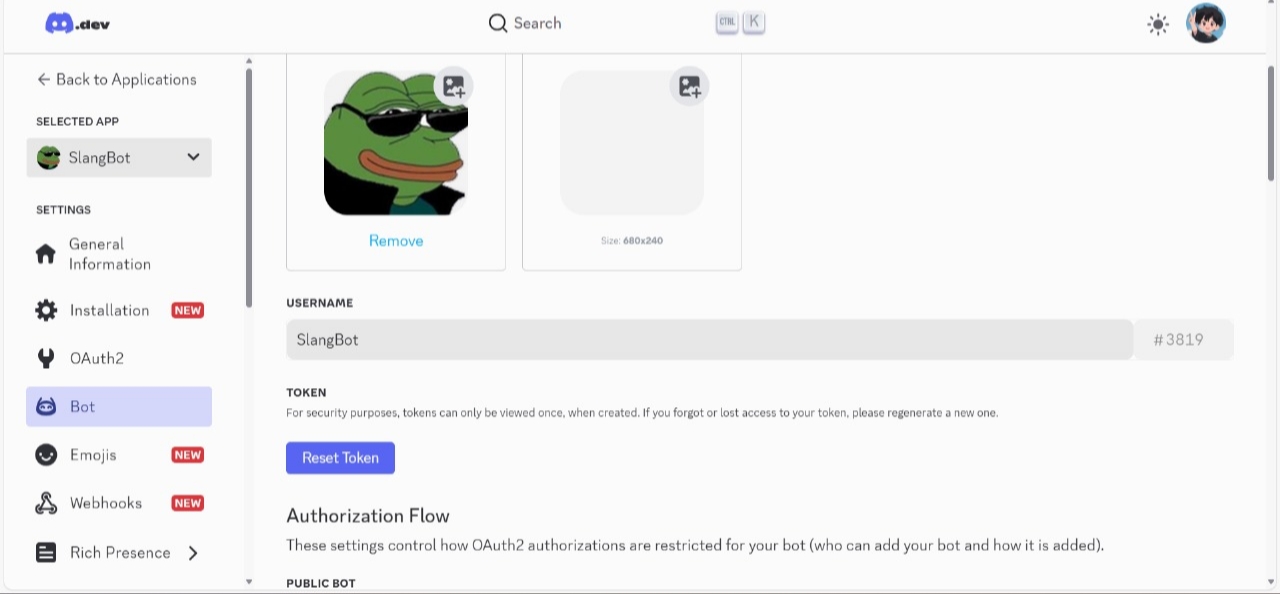 .dev
Search
CTRL K
Back to Applications
SELECTED APP
SlangBot
SETTINGS
General
Information
Installation NEW
OAuth2
Bot
Emojis NEW
Webhooks NEW
Rich Presence
Remove
Size: 680x240
USERNAME
SlangBot #3819
TOKEN
For security purposes, tokens can only be viewed once, when created. If you forgot or lost access to your token, please regenerate a new one.
Reset Token
Authorization Flow
These settings control how OAuth2 authorizations are restricted for your bot (who can add your bot and how it is added).
PUBLIC BOT